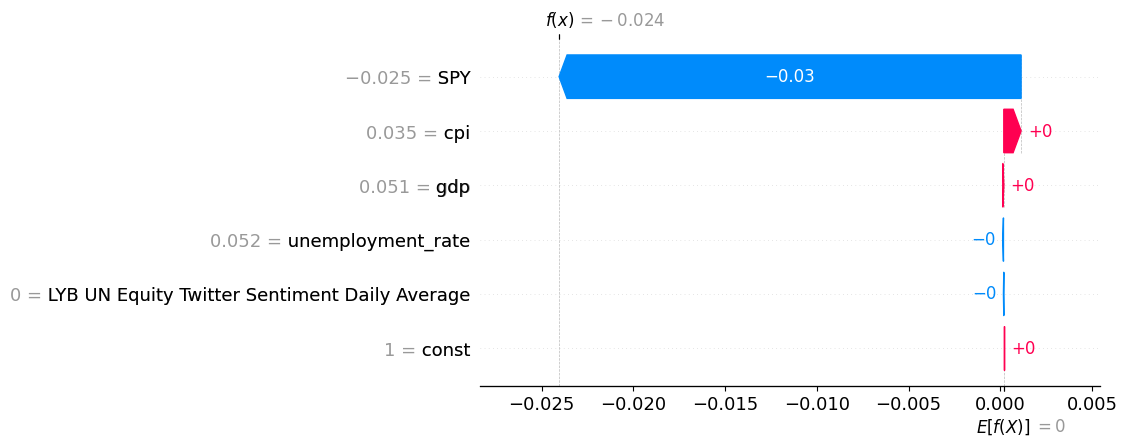 f(x) = −0.024
−0.025 = SPY −0.03
0.035 = cpi +0
0.051 = gdp +0
0.052 = unemployment_rate −0
0 = LYB UN Equity Twitter Sentiment Daily Average −0
1 = const +0
−0.025 −0.020 −0.015 −0.010 −0.005 0.000 0.005
E[f(X)] = 0